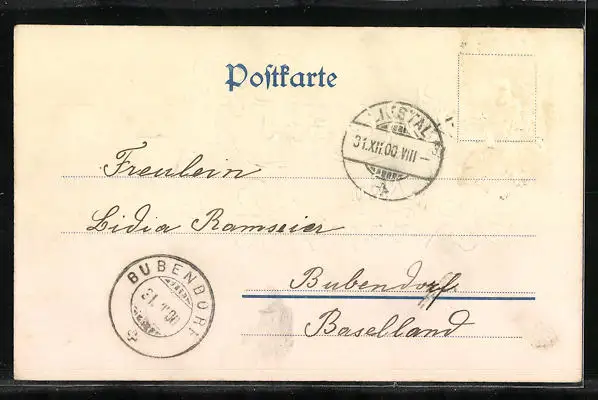 Postkarte
LIESTAL
31.XII.00-VIII-
Freulein
Lidia Ramseier
Bubendorf
Baselland
BUBENDORF